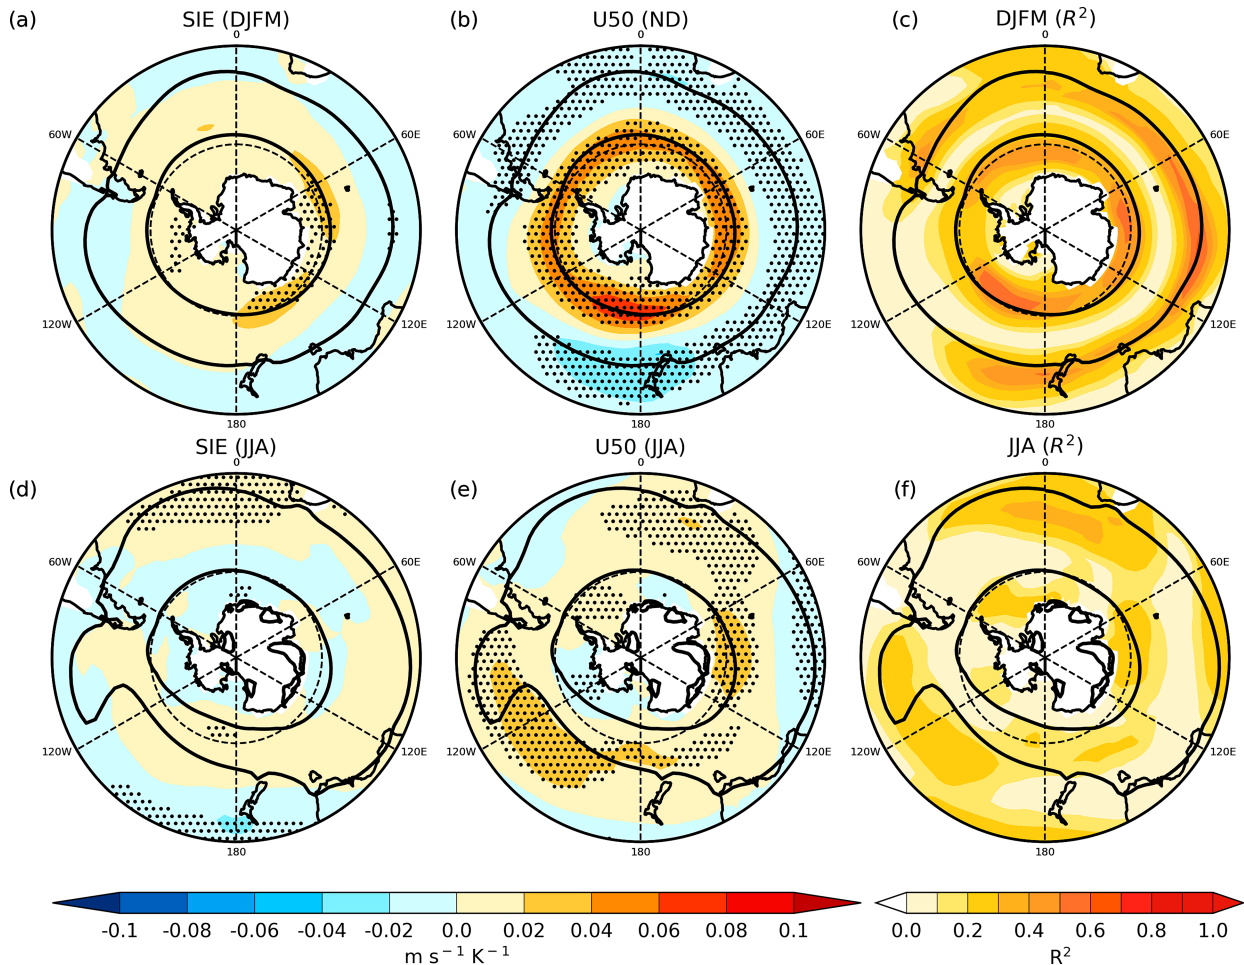 (a) SIE (DJFM) (b) U50 (ND) (c) DJFM (R²)
0 0 0
60W 60E 60W 60E 60W 60E
120W 120E 120W 120E 120W 120E
180 180 180
SIE (JJA) U50 (JJA) JJA (R²)
(d) 0 (e) 0 (f) 0
60W 60E 60W 60E 60W 60E
120W 120E 120W 120E 120W 120E
180 180 180
-0.1 -0.08 -0.06 -0.04 -0.02 0.0 0.02 0.04 0.06 0.08 0.1 0.0 0.2 0.4 0.6 0.8 1.0
m s⁻¹ K⁻¹ R²